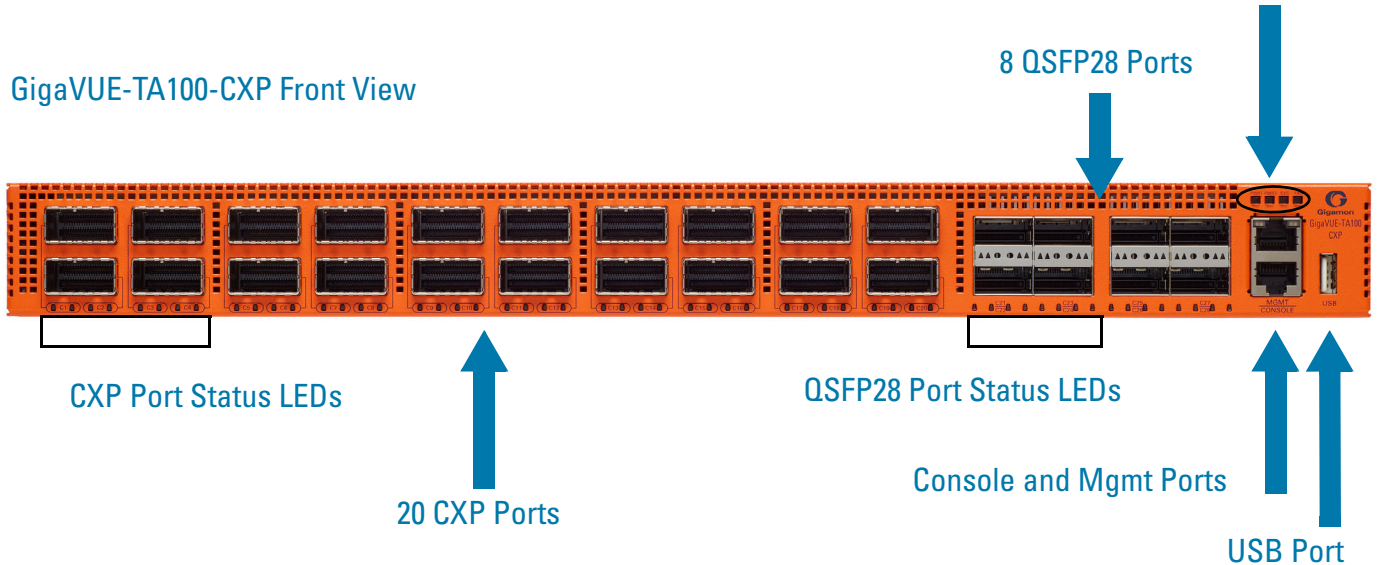 8 QSFP28 Ports
GigaVUE-TA100-CXP Front View
Gigamon
GigaVUE-TA100
CXP
MGMT
CONSOLE
USB
CXP Port Status LEDs
QSFP28 Port Status LEDs
Console and Mgmt Ports
20 CXP Ports
USB Port